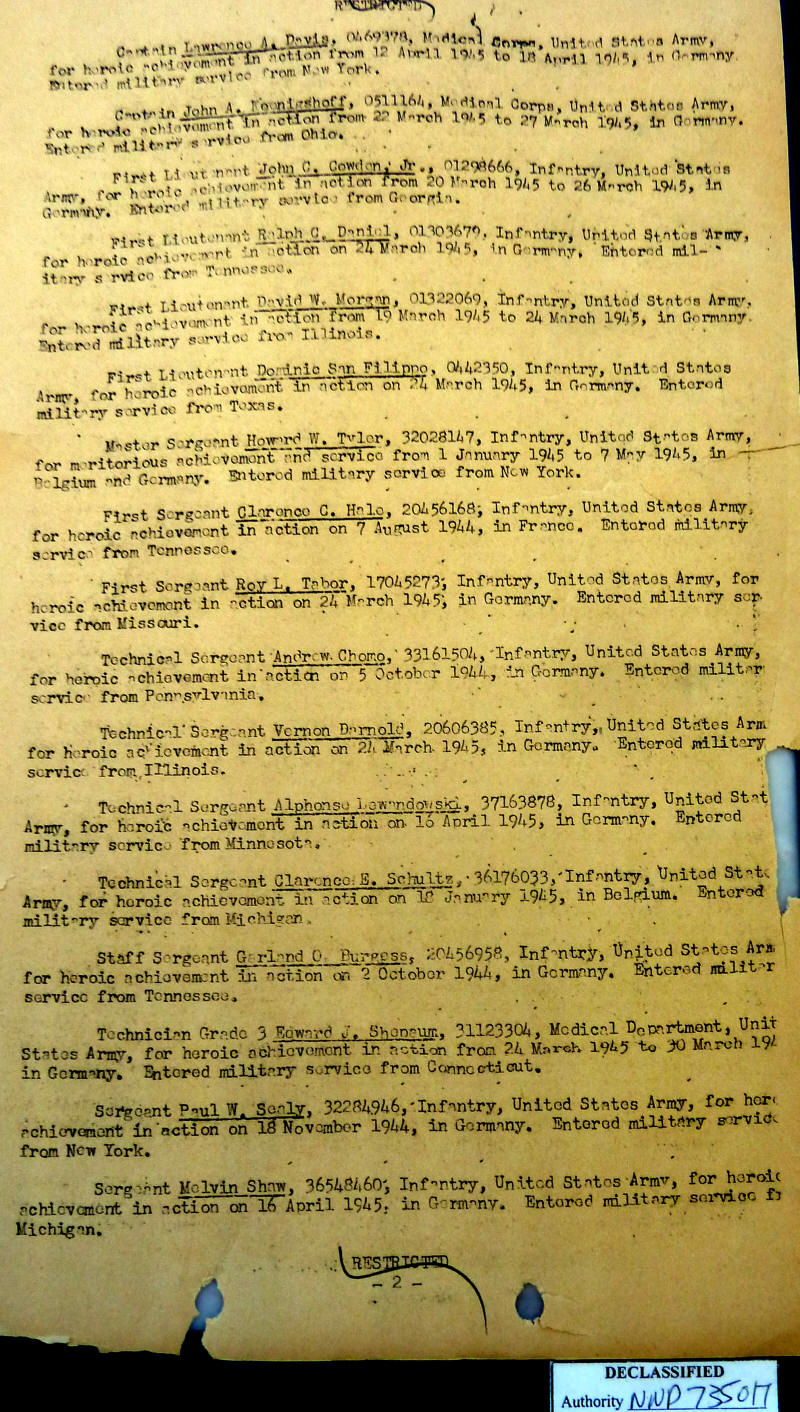 RESTRICTED
Captain Lawrence A. Davis, 0469378, Medical Corps, United States Army,
for heroic achievement in action from 12 April 1945 to 18 April 1945, in Germany.
Entered military service from New York.
Captain John A. Koenigshoff, 0511164, Medical Corps, United States Army,
for heroic achievement in action from 22 March 1945 to 27 March 1945, in Germany.
Entered military service from Ohio.
First Lieutenant John C. Cowden, Jr., 01298666, Infantry, United States
Army, for heroic achievement in action from 20 March 1945 to 26 March 1945, in
Germany. Entered military service from Georgia.
First Lieutenant Ralph C. Daniel, 01303679, Infantry, United States Army,
for heroic achievement in action on 24 March 1945, in Germany. Entered mil-
itary service from Tennessee.
First Lieutenant David W. Morgan, 01322069, Infantry, United States Army,
for heroic achievement in action from 19 March 1945 to 24 March 1945, in Germany.
Entered military service from Illinois.
First Lieutenant Dominic San Filippo, 0442350, Infantry, United States
Army, for heroic achievement in action on 24 March 1945, in Germany. Entered
military service from Texas.
Master Sergeant Howard W. Tyler, 32028147, Infantry, United States Army,
for meritorious achievement and service from 1 January 1945 to 7 May 1945, in
Belgium and Germany. Entered military service from New York.
First Sergeant Clarence C. Hale, 20456168, Infantry, United States Army,
for heroic achievement in action on 7 August 1944, in France. Entered military
service from Tennessee.
First Sergeant Roy L. Tabor, 17045273, Infantry, United States Army, for
heroic achievement in action on 24 March 1945, in Germany. Entered military ser-
vice from Missouri.
Technical Sergeant Andrew Chomo, 33161504, Infantry, United States Army,
for heroic achievement in action on 5 October 1944, in Germany. Entered militar
service from Pennsylvania.
Technical Sergeant Vernon Damold, 20606385, Infantry, United States Arm
for heroic achievement in action on 24 March 1945, in Germany. Entered military
service from Illinois.
Technical Sergeant Alphonse Lewandowski, 37163878, Infantry, United Stat
Army, for heroic achievement in action on 16 April 1945, in Germany. Entered
military service from Minnesota.
Technical Sergeant Clarence E. Schultz, 36176033, Infantry, United Stat
Army, for heroic achievement in action on 18 January 1945, in Belgium. Entered
military service from Michigan.
Staff Sergeant Garland O. Burgess, 20456958, Infantry, United States Arm
for heroic achievement in action on 2 October 1944, in Germany. Entered militar
service from Tennessee.
Technician Grade 3 Edward J. Shensum, 31123304, Medical Department, Unit
States Army, for heroic achievement in action from 24 March 1945 to 30 March 194
in Germany. Entered military service from Connecticut.
Sergeant Paul W. Sealy, 32284946, Infantry, United States Army, for hero
achievement in action on 18 November 1944, in Germany. Entered military service
from New York.
Sergeant Melvin Shaw, 36548460, Infantry, United States Army, for heroic
achievement in action on 16 April 1945, in Germany. Entered military service fr
Michigan.
RESTRICTED
- 2 -
DECLASSIFIED
Authority NND 735017